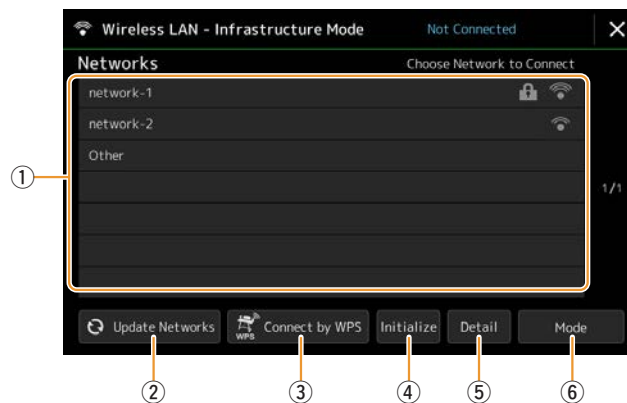 Wireless LAN - Infrastructure Mode Not Connected
Networks Choose Network to Connect
network-1
network-2
Other
1
1/1
Update Networks WPS Connect by WPS Initialize Detail Mode
2 3 4 5 6